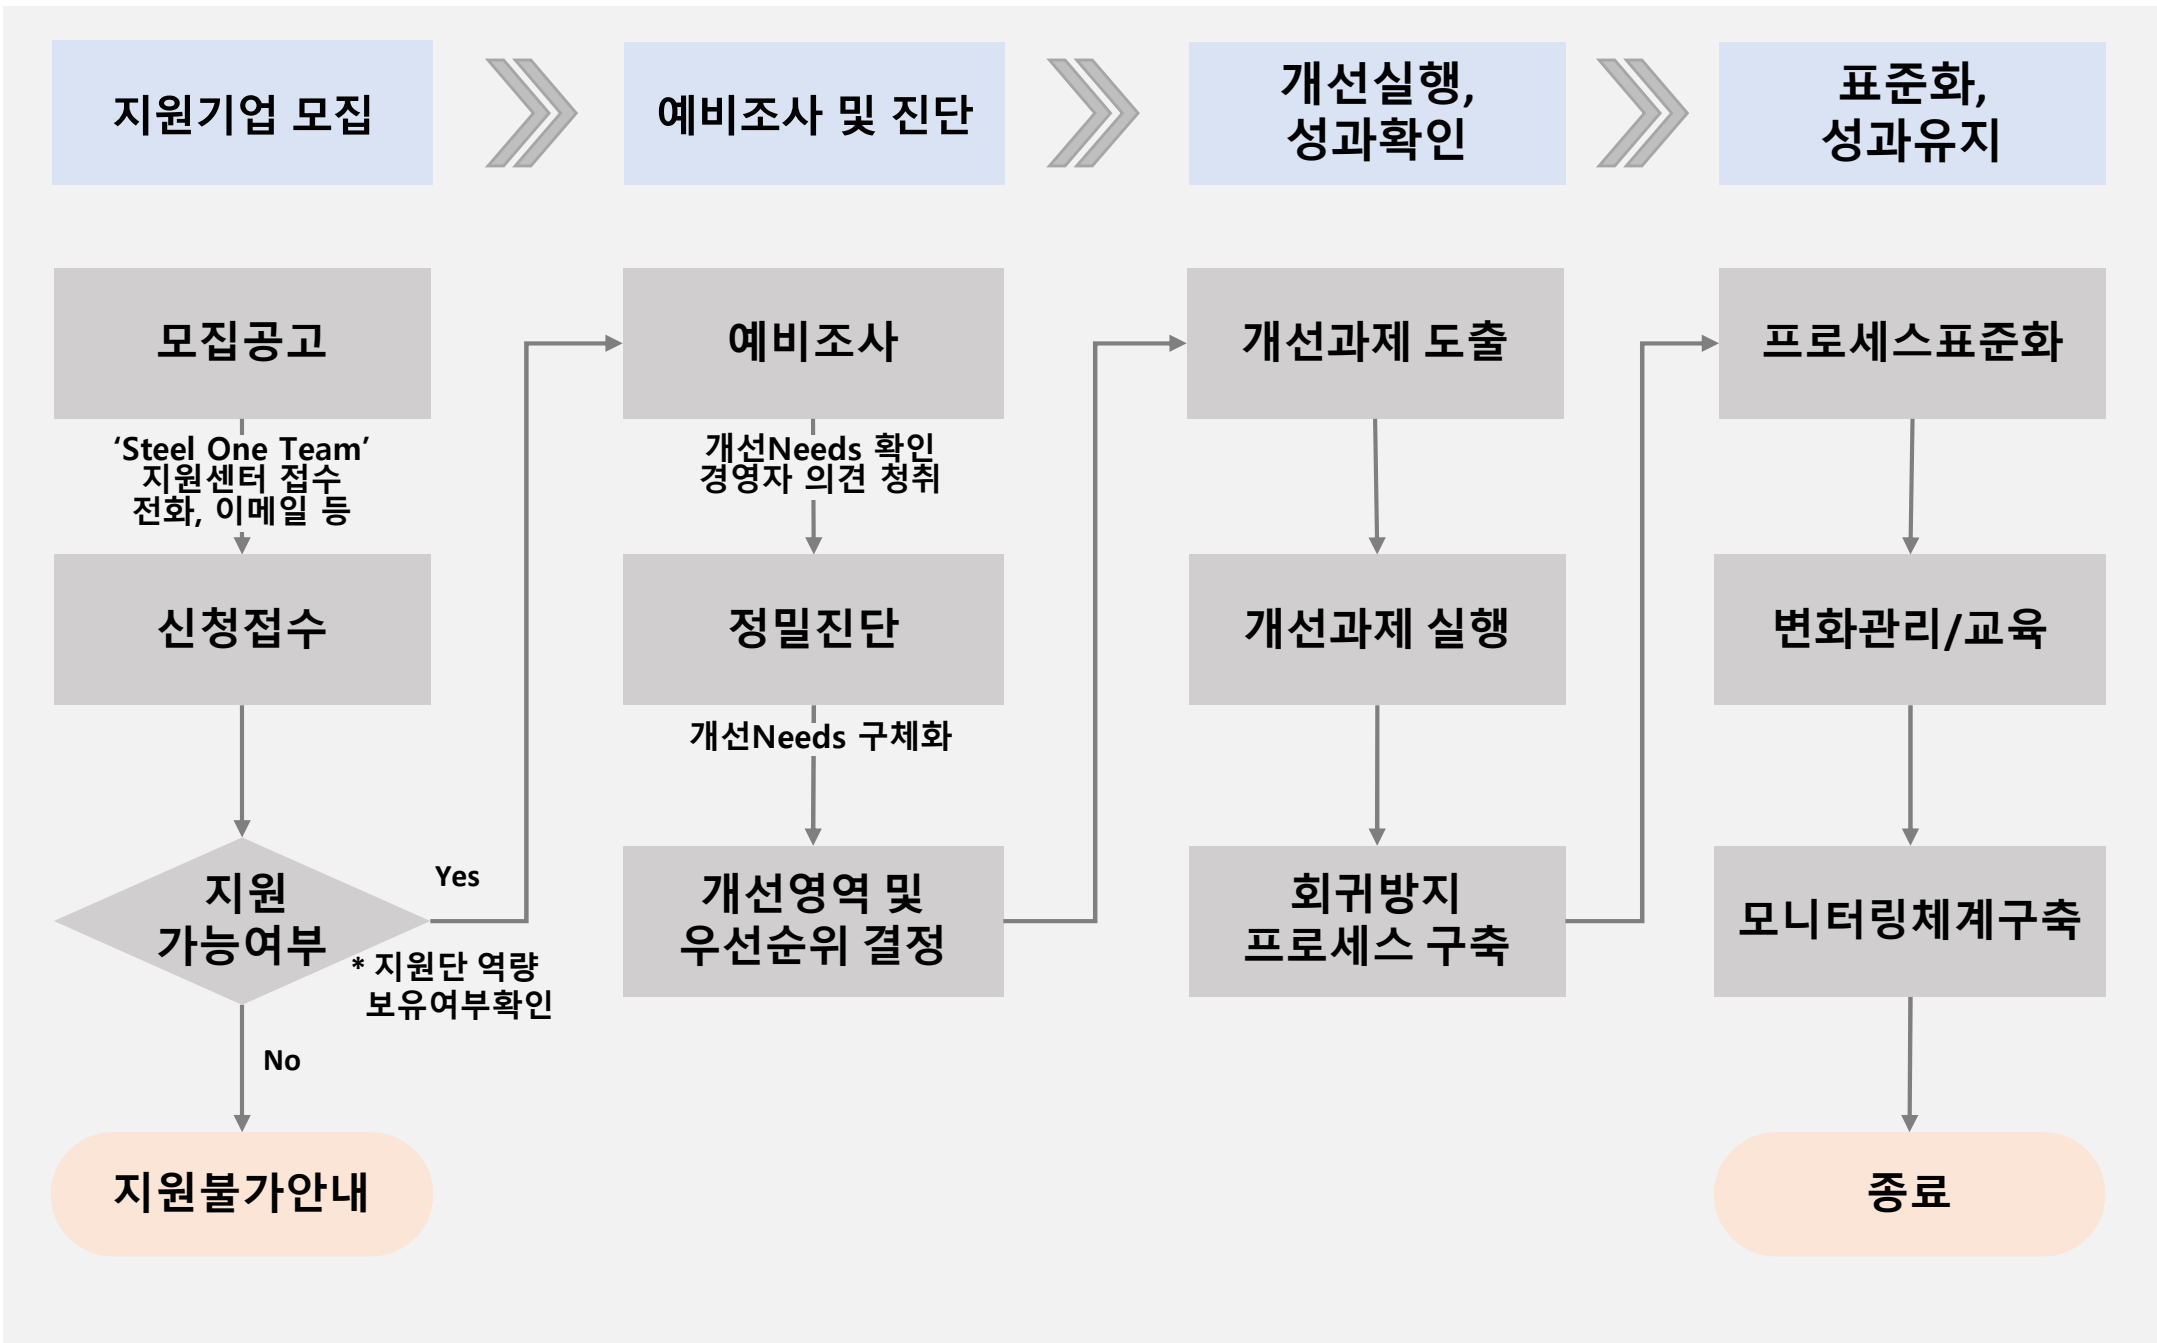 지원기업 모집
예비조사 및 진단
개선실행,
성과확인
표준화,
성과유지
모집공고
‘Steel One Team’
지원센터 접수
전화, 이메일 등
신청접수
지원
가능여부
Yes
* 지원단 역량
보유여부확인
No
지원불가안내
예비조사
개선Needs 확인
경영자 의견 청취
정밀진단
개선Needs 구체화
개선영역 및
우선순위 결정
개선과제 도출
개선과제 실행
회귀방지
프로세스 구축
프로세스표준화
변화관리/교육
모니터링체계구축
종료